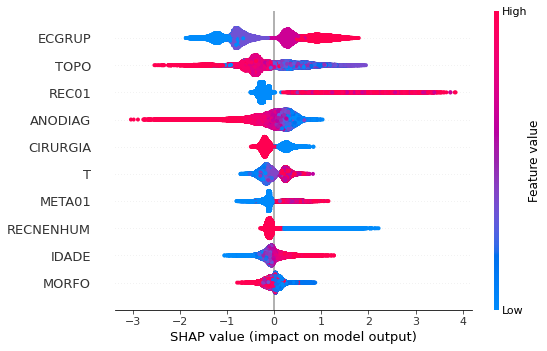 High
ECGRUP
TOPO
REC01
ANODIAG
CIRURGIA
T
META01
RECNENHUM
IDADE
MORFO
Feature value
Low
−3 −2 −1 0 1 2 3 4
SHAP value (impact on model output)